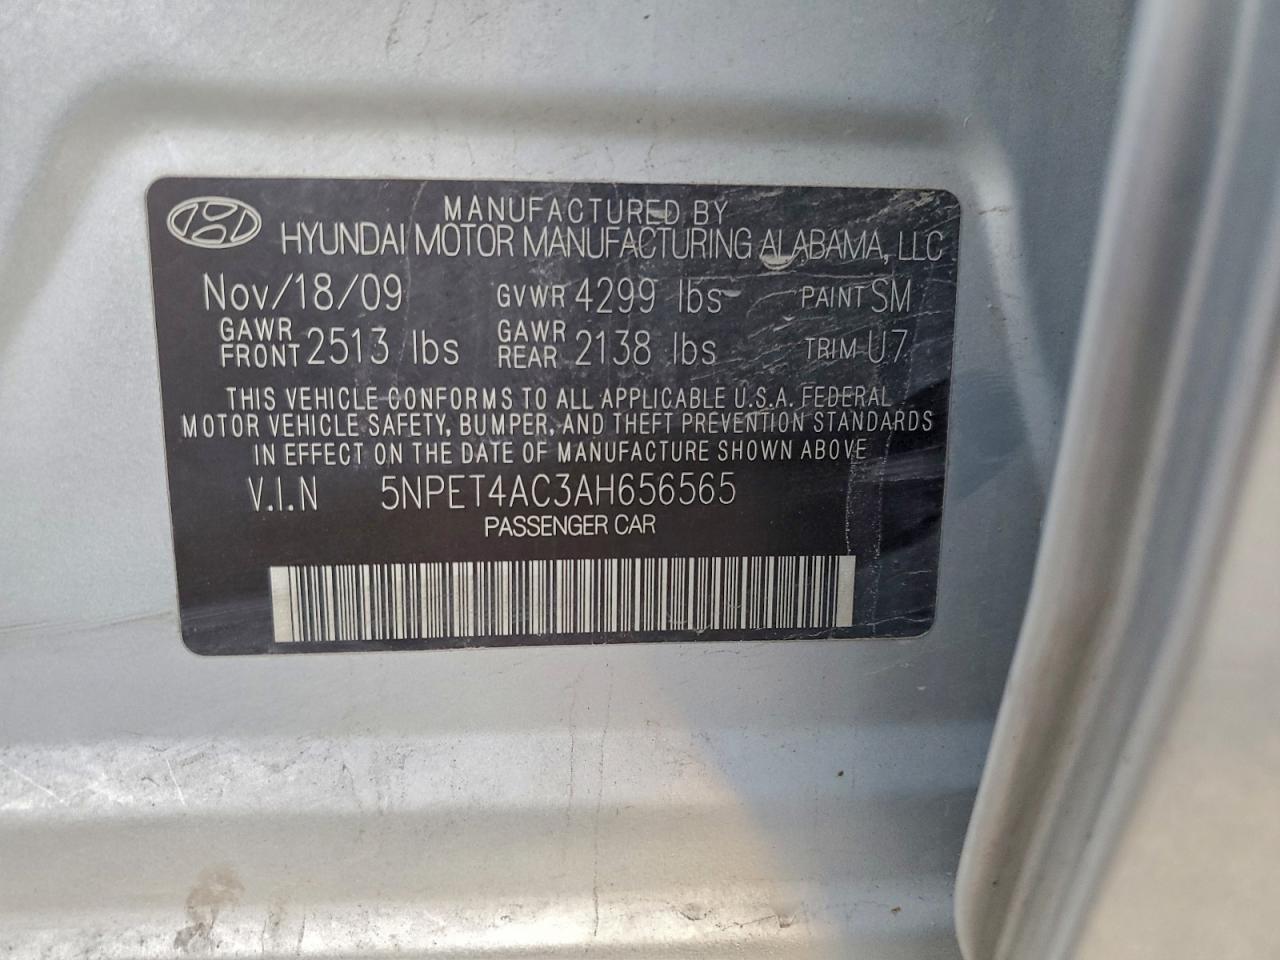 MANUFACTURED BY
HYUNDAI MOTOR MANUFACTURING ALABAMA, LLC
Nov/18/09 GVWR 4299 lbs PAINT SM
GAWR FRONT 2513 lbs GAWR REAR 2138 lbs TRIM U7
THIS VEHICLE CONFORMS TO ALL APPLICABLE U.S.A. FEDERAL
MOTOR VEHICLE SAFETY, BUMPER, AND THEFT PREVENTION STANDARDS
IN EFFECT ON THE DATE OF MANUFACTURE SHOWN ABOVE
V.I.N 5NPET4AC3AH656565
PASSENGER CAR